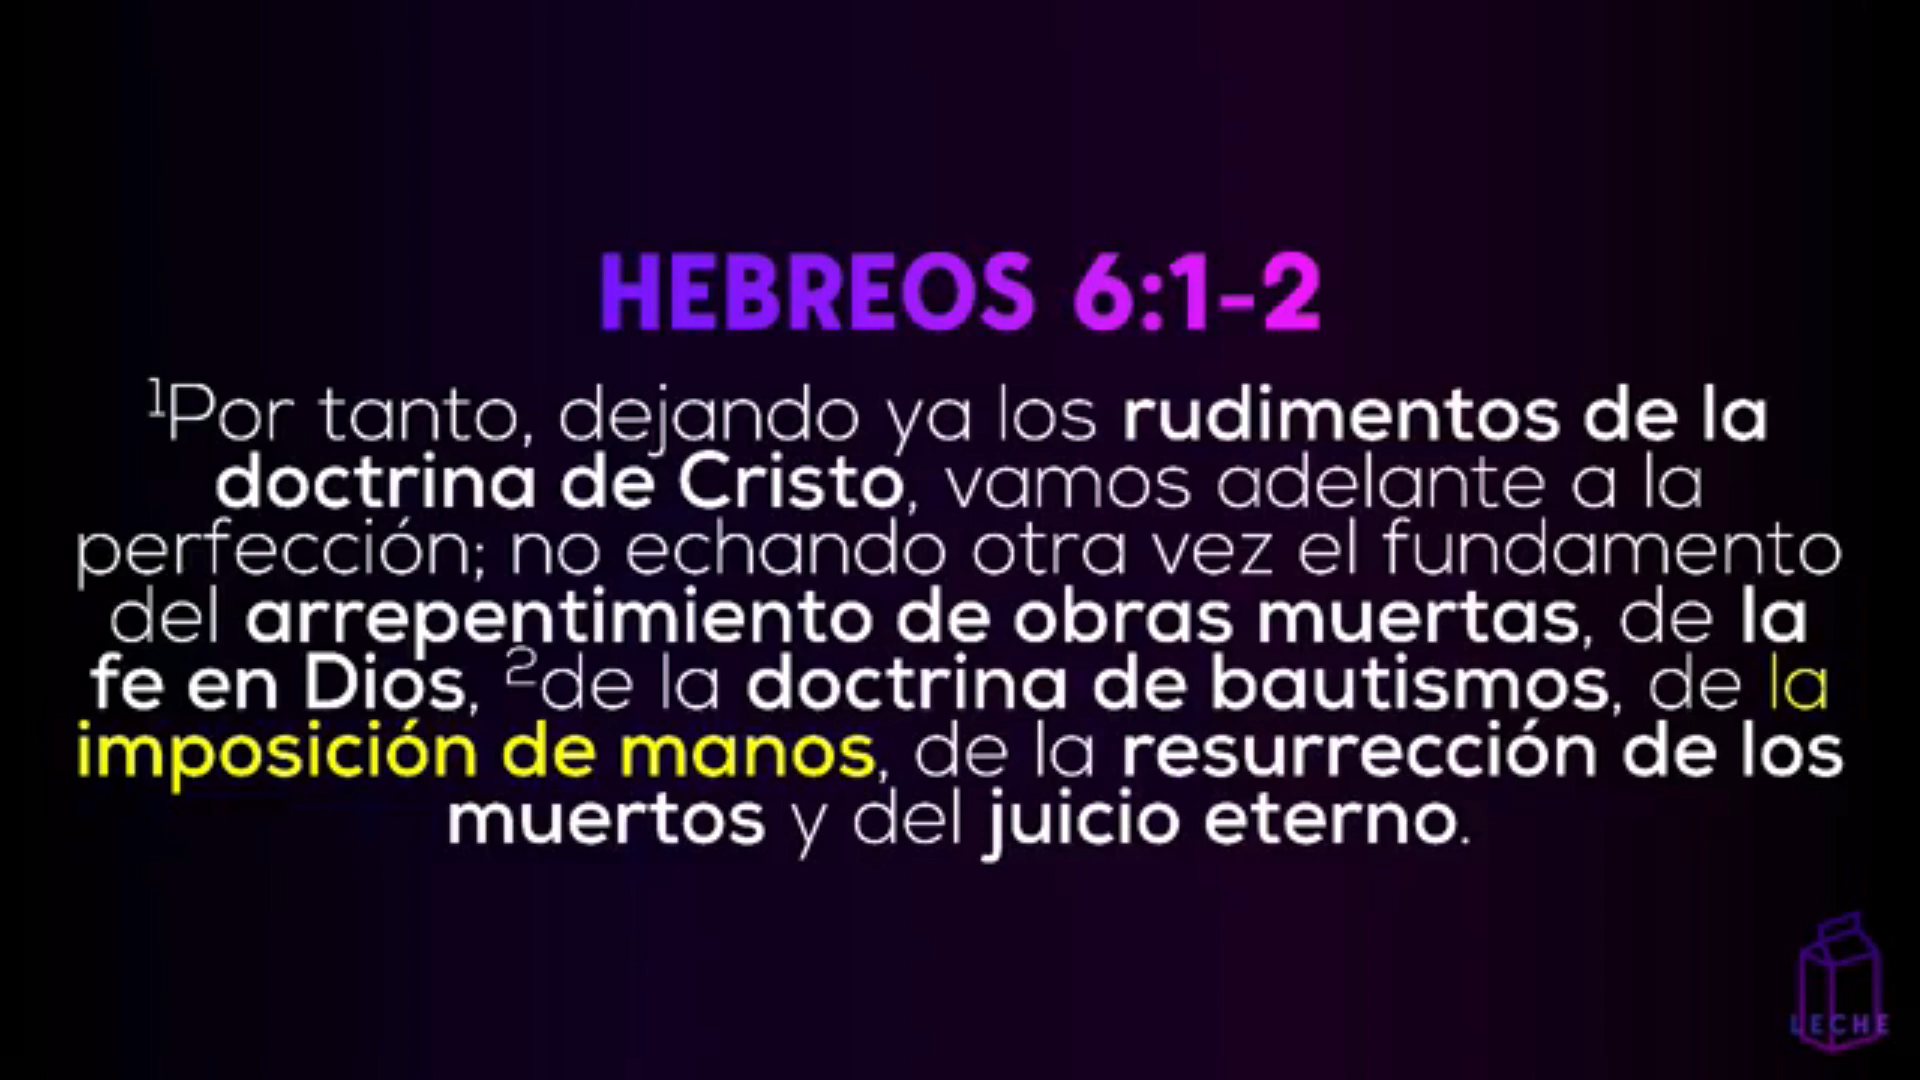 HEBREOS 6:1-2
¹Por tanto, dejando ya los rudimentos de la
doctrina de Cristo, vamos adelante a la
perfección; no echando otra vez el fundamento
del arrepentimiento de obras muertas, de la
fe en Dios, ²de la doctrina de bautismos, de la
imposición de manos, de la resurrección de los
muertos y del juicio eterno.
LECHE